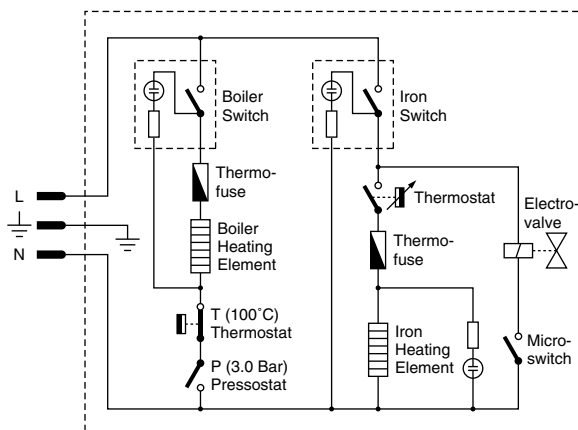 Boiler
Switch
Iron
Switch
Thermo-
fuse
L
N
Boiler
Heating
Element
T (100˚C)
Thermostat
P (3.0 Bar)
Pressostat
Thermostat
Thermo-
fuse
Electro-
valve
Iron
Heating
Element
Micro-
switch